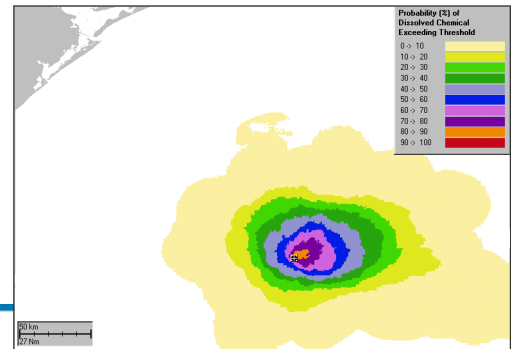 Probability (%) of
Dissolved Chemical
Exceeding Threshold
0 -> 10
10 -> 20
20 -> 30
30 -> 40
40 -> 50
50 -> 60
60 -> 70
70 -> 80
80 -> 90
90 -> 100
50 km
27 Nm